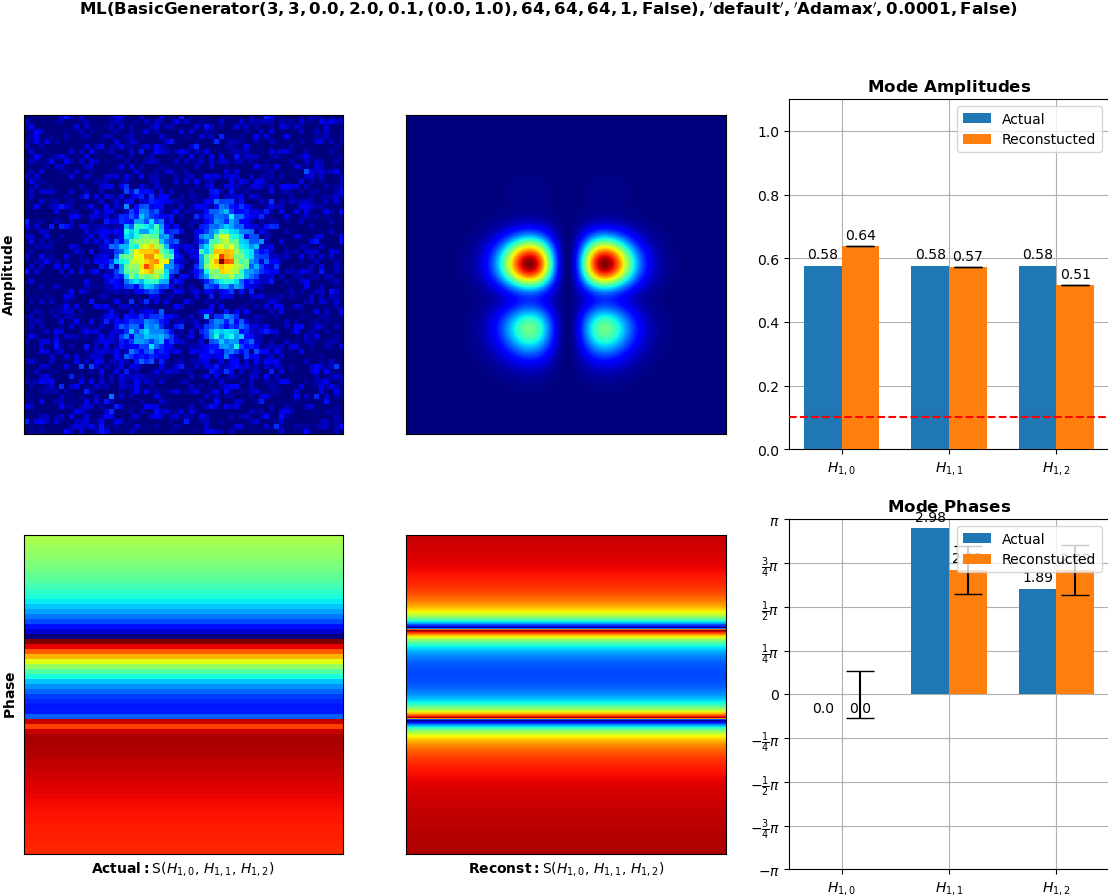 ML(BasicGenerator(3, 3, 0.0, 2.0, 0.1, (0.0, 1.0), 64, 64, 64, 1, False), 'default', 'Adamax', 0.0001, False)
Amplitude
Mode Amplitudes
Actual
Reconstucted
1.0
0.8
0.6
0.4
0.2
0.0
0.58
0.64
0.58
0.57
0.58
0.51
H1,0
H1,1
H1,2
Phase
Actual: S(H1,0, H1,1, H1,2)
Reconst: S(H1,0, H1,1, H1,2)
Mode Phases
Actual
Reconstucted
π
3/4π
1/2π
1/4π
0
−1/4π
−1/2π
−3/4π
−π
0.0
0.0
2.98
1.89
H1,0
H1,1
H1,2